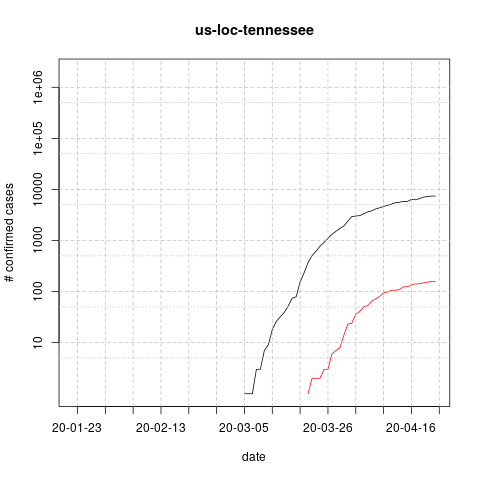 us-loc-tennessee
# confirmed cases
1e+06
1e+05
10000
1000
100
10
20-01-23 20-02-13 20-03-05 20-03-26 20-04-16
date